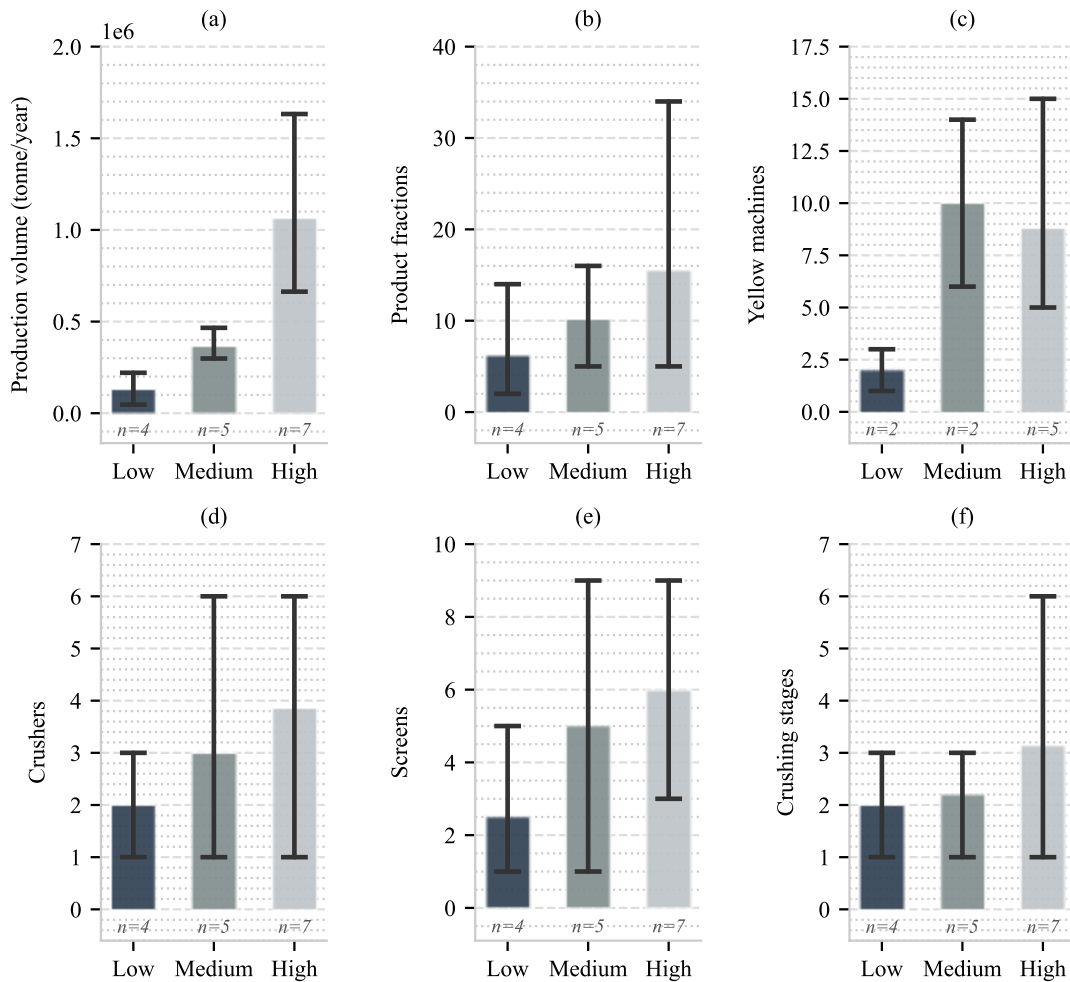 (a)
1e6
2.0
1.5
1.0
0.5
0.0
Production volume (tonne/year)
n=4
n=5
n=7
Low
Medium
High
(b)
40
30
20
10
0
Product fractions
n=4
n=5
n=7
Low
Medium
High
(c)
17.5
15.0
12.5
10.0
7.5
5.0
2.5
0.0
Yellow machines
n=2
n=2
n=5
Low
Medium
High
(d)
7
6
5
4
3
2
1
0
Crushers
n=4
n=5
n=7
Low
Medium
High
(e)
10
8
6
4
2
0
Screens
n=4
n=5
n=7
Low
Medium
High
(f)
7
6
5
4
3
2
1
0
Crushing stages
n=4
n=5
n=7
Low
Medium
High